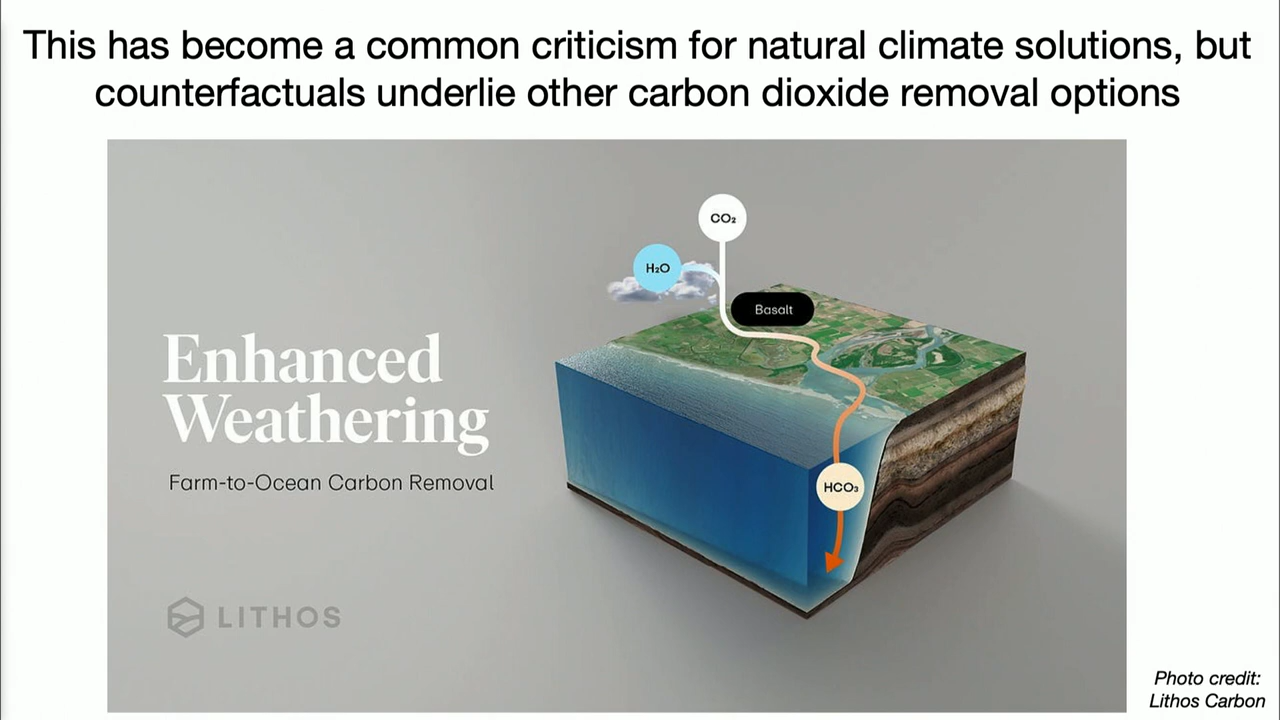 This has become a common criticism for natural climate solutions, but
counterfactuals underlie other carbon dioxide removal options
CO₂
H₂O
Basalt
Enhanced
Weathering
Farm-to-Ocean Carbon Removal
HCO₃
LITHOS
Photo credit:
Lithos Carbon